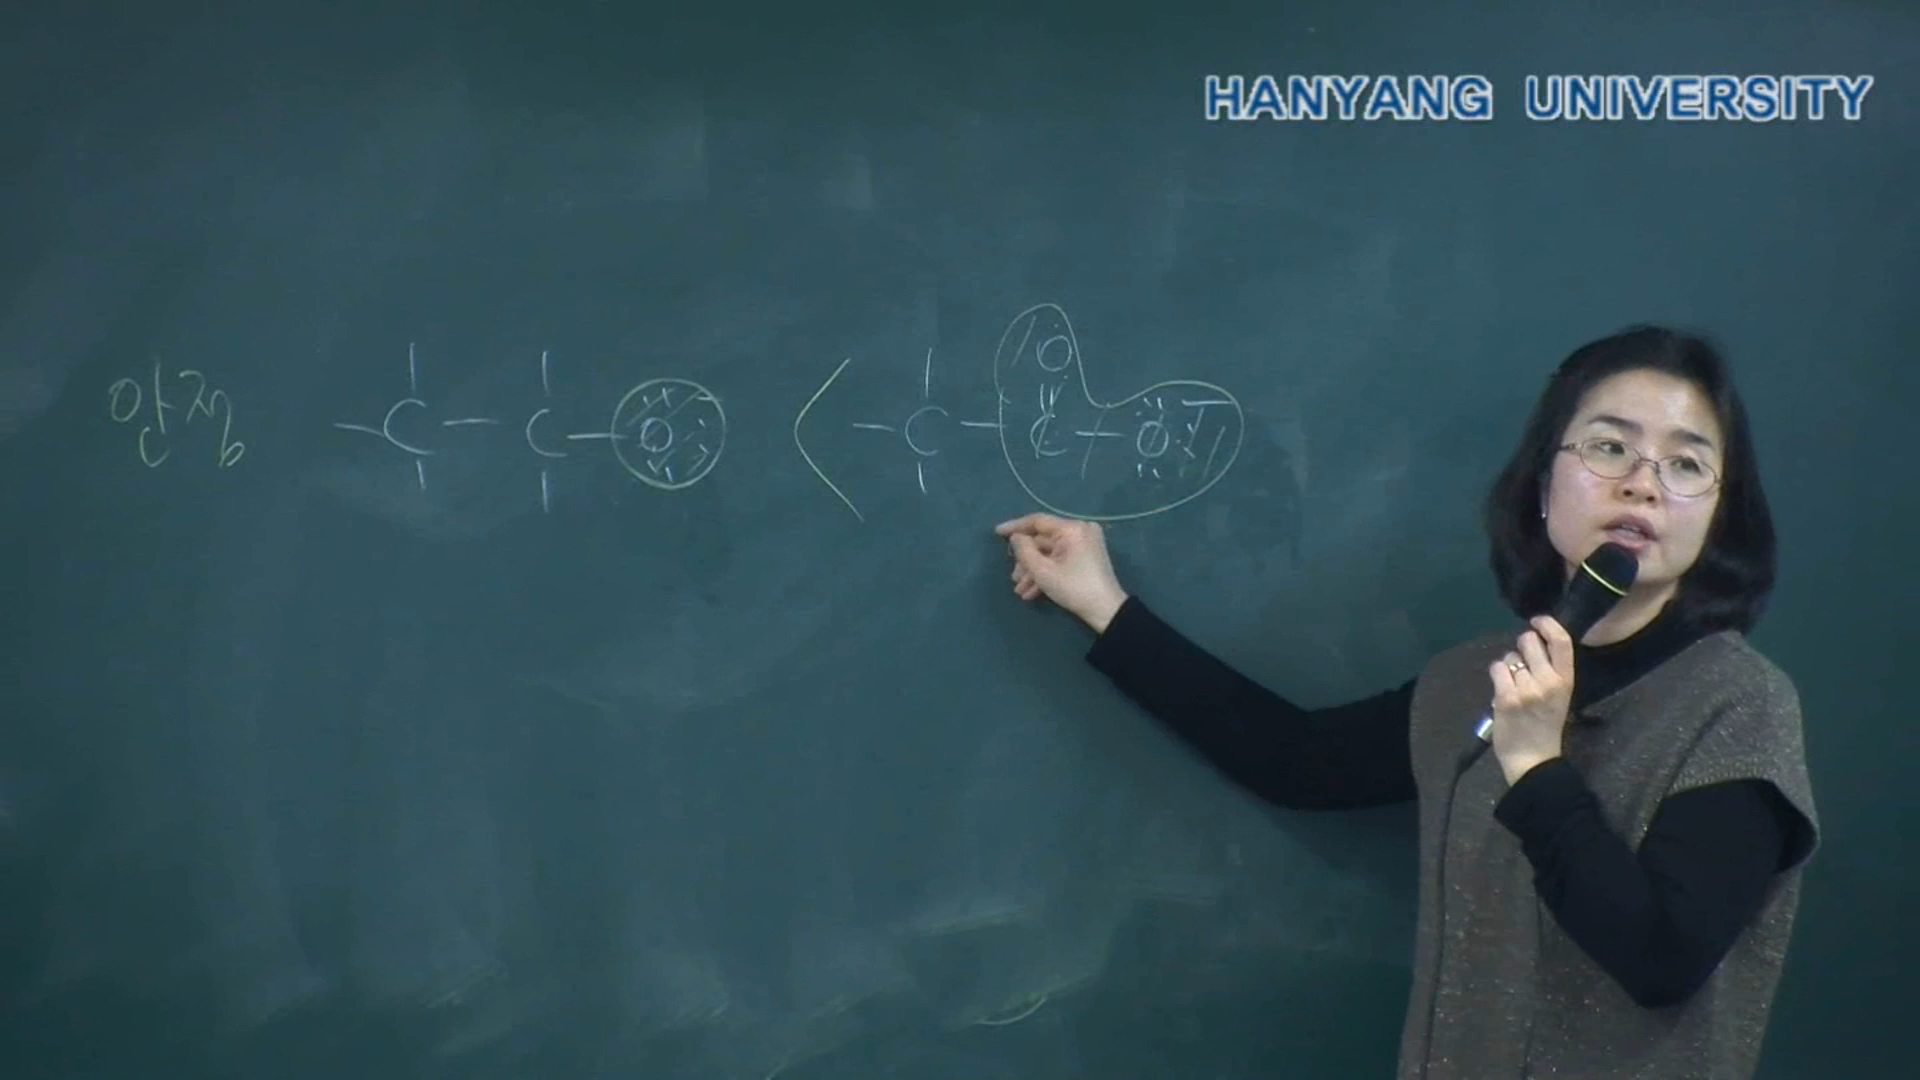 HANYANG UNIVERSITY
O
안정 C - C - O < C - C - O